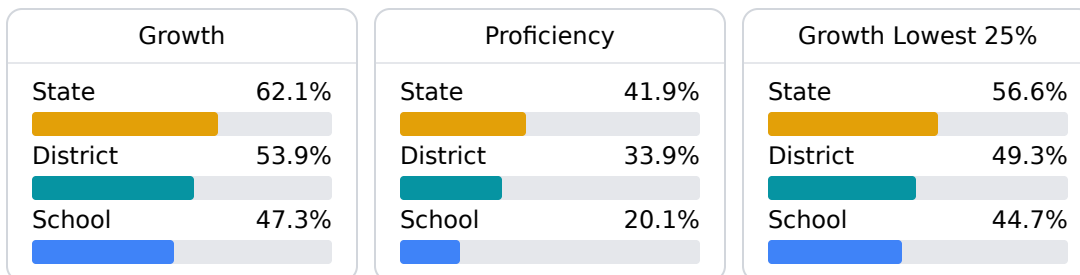 Growth
State 62.1%
District 53.9%
School 47.3%
Proficiency
State 41.9%
District 33.9%
School 20.1%
Growth Lowest 25%
State 56.6%
District 49.3%
School 44.7%